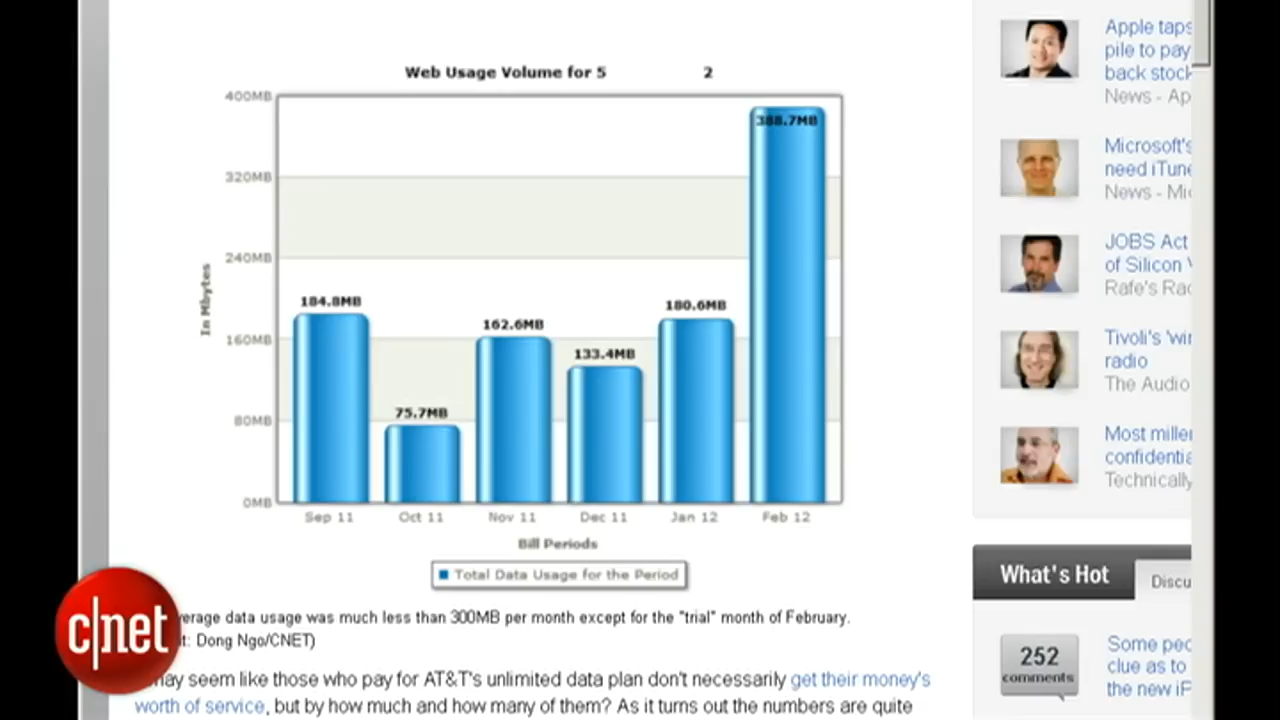 Web Usage Volume for 5 2
400MB
320MB
240MB
160MB
80MB
0MB
In Mbytes
184.8MB
75.7MB
162.6MB
133.4MB
180.6MB
388.7MB
Sep 11
Oct 11
Nov 11
Dec 11
Jan 12
Feb 12
Bill Periods
Total Data Usage for the Period
erage data usage was much less than 300MB per month except for the "trial" month of February.
t: Dong Ngo/CNET)
may seem like those who pay for AT&T's unlimited data plan don't necessarily get their money's
worth of service, but by how much and how many of them? As it turns out the numbers are quite
c|net
Apple taps
pile to pay
back stock
News - Ap
Microsoft's
need iTune
News - Mic
JOBS Act
of Silicon V
Rafe's Rad
Tivoli's 'wir
radio
The Audio
Most miller
confidentia
Technically
What's Hot
Discu
252
comments
Some peo
clue as to
the new iP